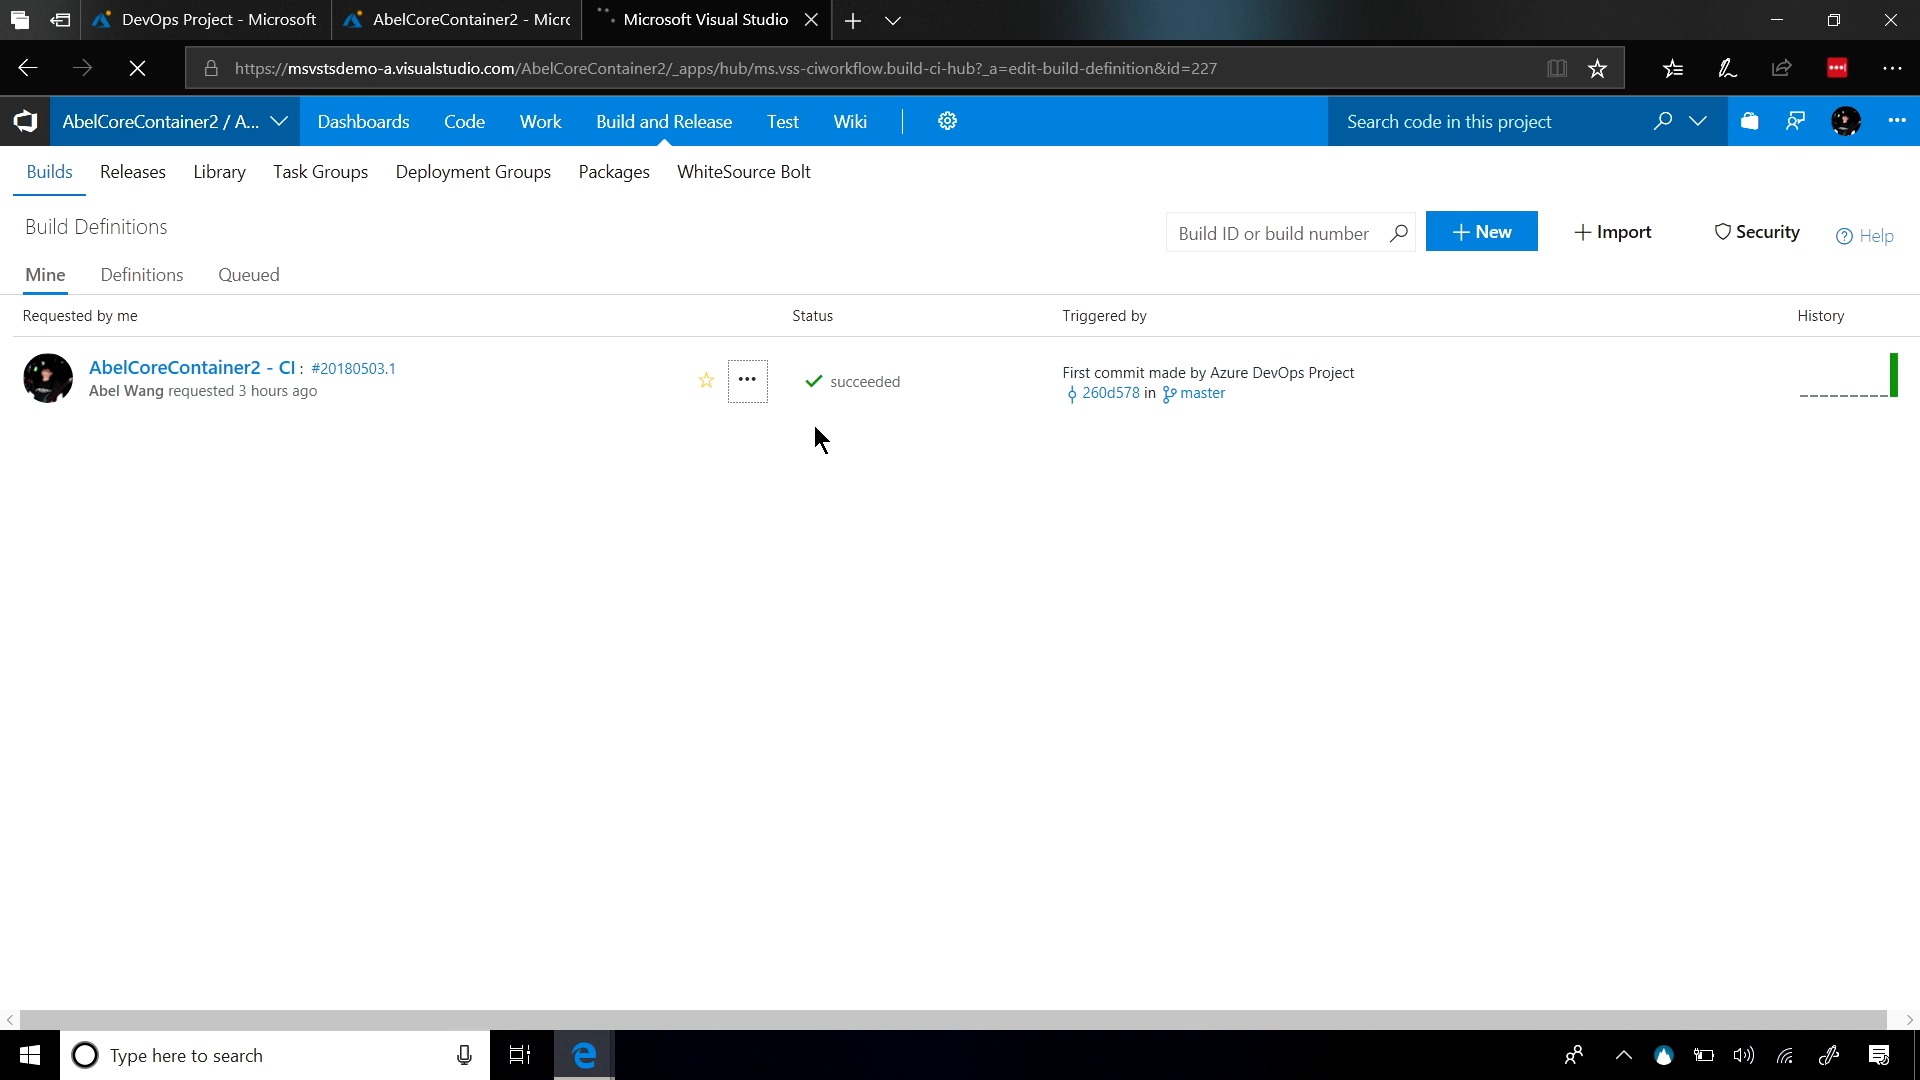 DevOps Project - Microsoft
AbelCoreContainer2 - Micro
Microsoft Visual Studio
https://msvstsdemo-a.visualstudio.com/AbelCoreContainer2/_apps/hub/ms.vss-ciworkflow.build-ci-hub?_a=edit-build-definition&id=227
AbelCoreContainer2 / A... Dashboards Code Work Build and Release Test Wiki Search code in this project
Builds Releases Library Task Groups Deployment Groups Packages WhiteSource Bolt
Build Definitions
Build ID or build number + New + Import Security Help
Mine Definitions Queued
Requested by me Status Triggered by History
AbelCoreContainer2 - CI : #20180503.1
Abel Wang requested 3 hours ago
succeeded
First commit made by Azure DevOps Project
260d578 in master
Type here to search